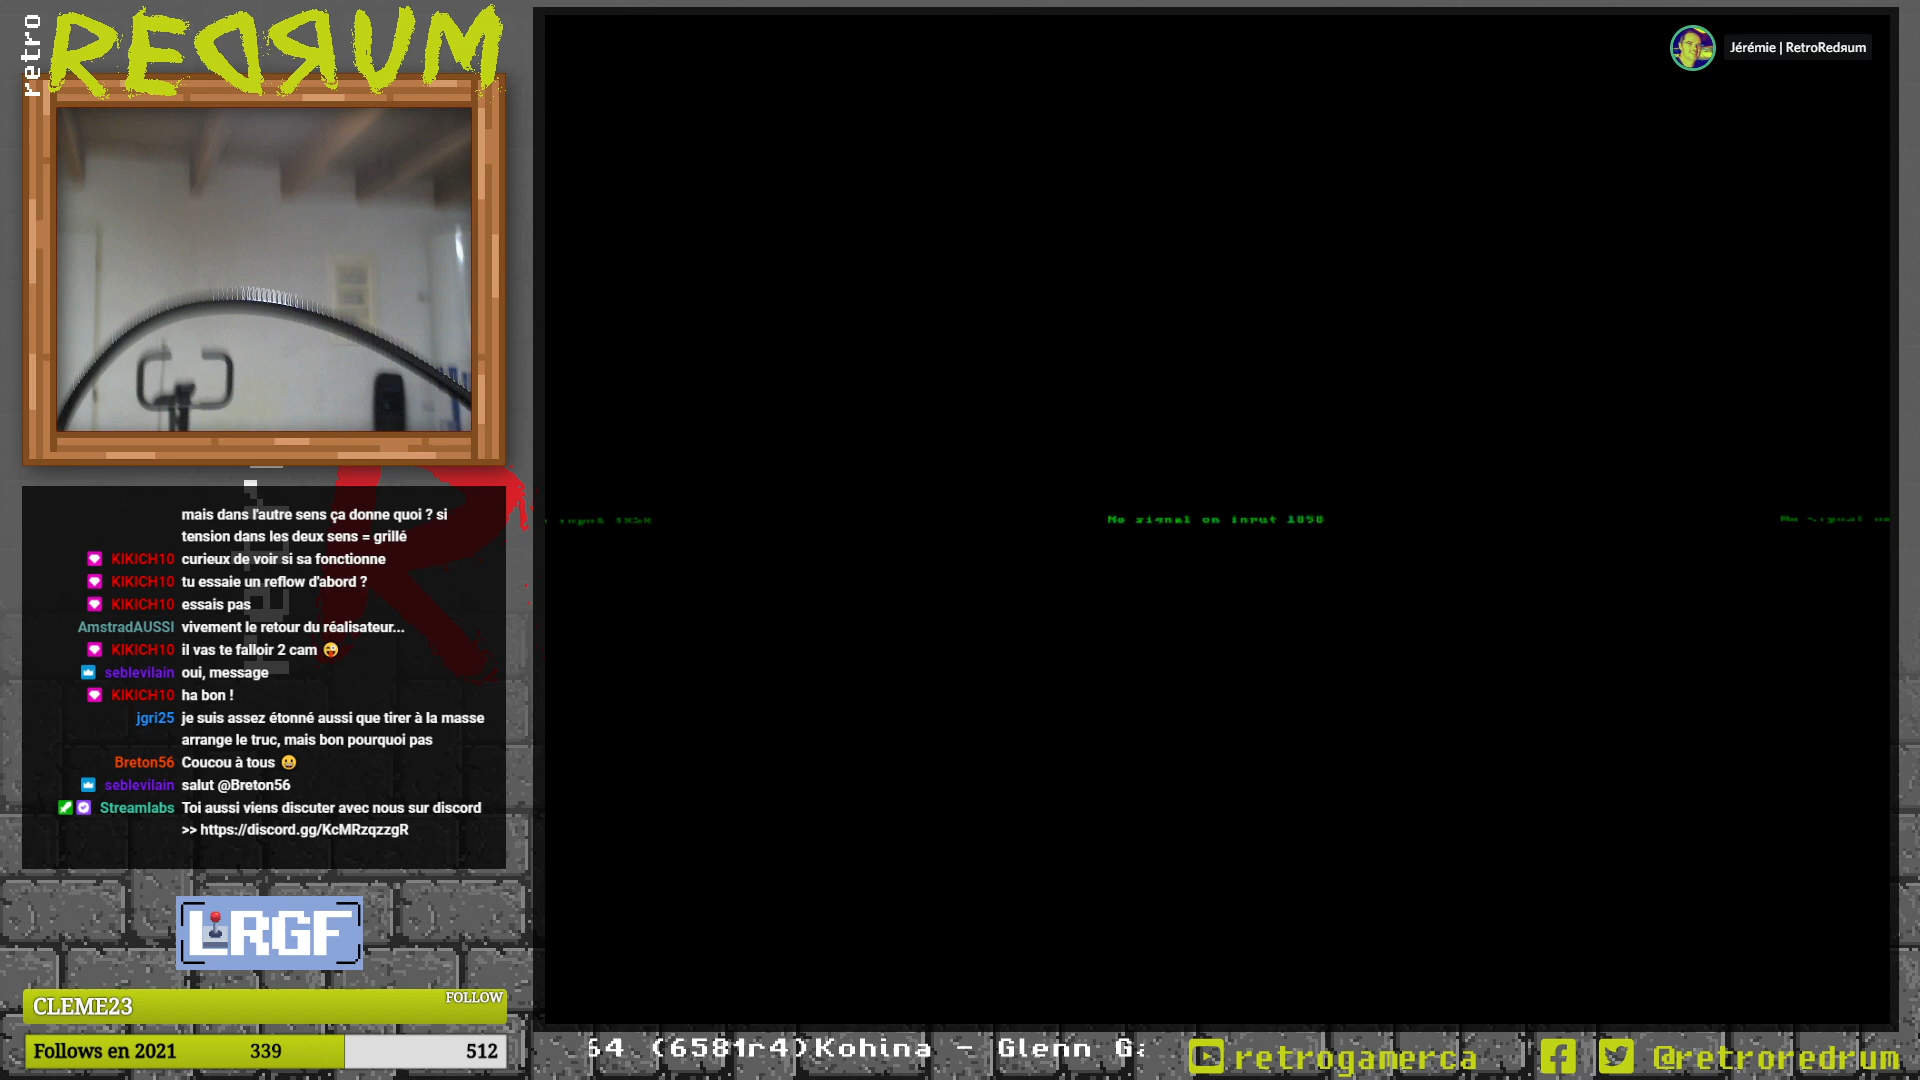 retro
REDRUM
Jérémie | RetroRedяum
No signal on input 1858
mais dans l'autre sens ça donne quoi ? si
tension dans les deux sens = grillé
KIKICH10 curieux de voir si sa fonctionne
KIKICH10 tu essaie un reflow d'abord ?
KIKICH10 essais pas
AmstradAUSSI vivement le retour du réalisateur...
KIKICH10 il vas te falloir 2 cam 😜
seblevilain oui, message
KIKICH10 ha bon !
jgri25 je suis assez étonné aussi que tirer à la masse
arrange le truc, mais bon pourquoi pas
Breton56 Coucou à tous 😀
seblevilain salut @Breton56
Streamlabs Toi aussi viens discuter avec nous sur discord
>> https://discord.gg/KcMRzqzzgR
LRGF
CLEME23 FOLLOW
Follows en 2021 339 512
64 (6581r4)Kohina - Glenn Ga
retrogamerca
@retroredrum